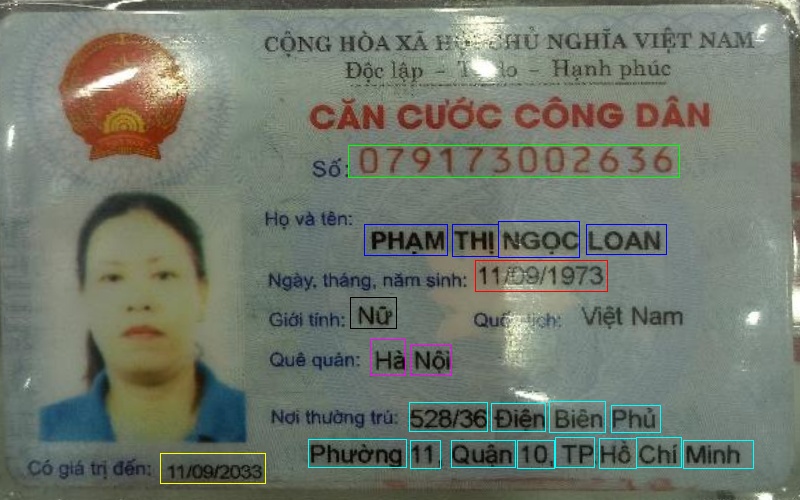 CỘNG HÒA XÃ HỘI CHỦ NGHĨA VIỆT NAM
Độc lập - Tự do - Hạnh phúc
CĂN CƯỚC CÔNG DÂN
Số: 079173002636
Họ và tên:
PHẠM THỊ NGỌC LOAN
Ngày, tháng, năm sinh: 11/09/1973
Giới tính: Nữ Quốc tịch: Việt Nam
Quê quán: Hà Nội
Nơi thường trú: 528/36 Điện Biên Phủ
Phường 11, Quận 10, TP Hồ Chí Minh
Có giá trị đến: 11/09/2033